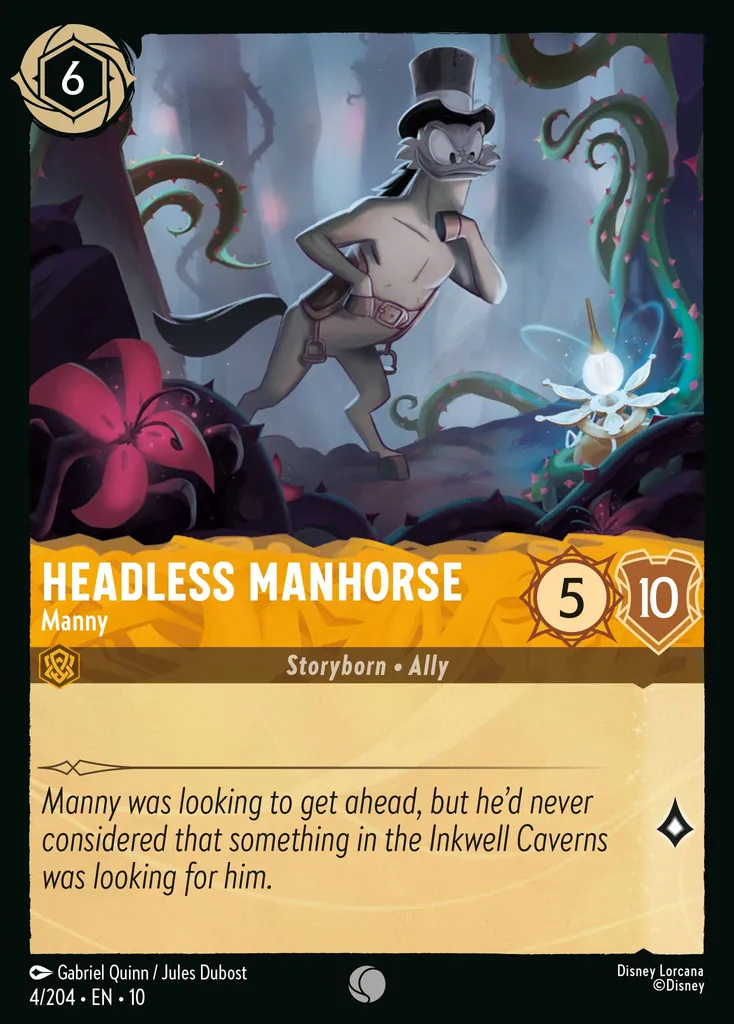 6
HEADLESS MANHORSE
Manny
5
10
Storyborn • Ally
Manny was looking to get ahead, but he'd never
considered that something in the Inkwell Caverns
was looking for him.
Gabriel Quinn / Jules Dubost
4/204 • EN • 10
Disney Lorcana
©Disney